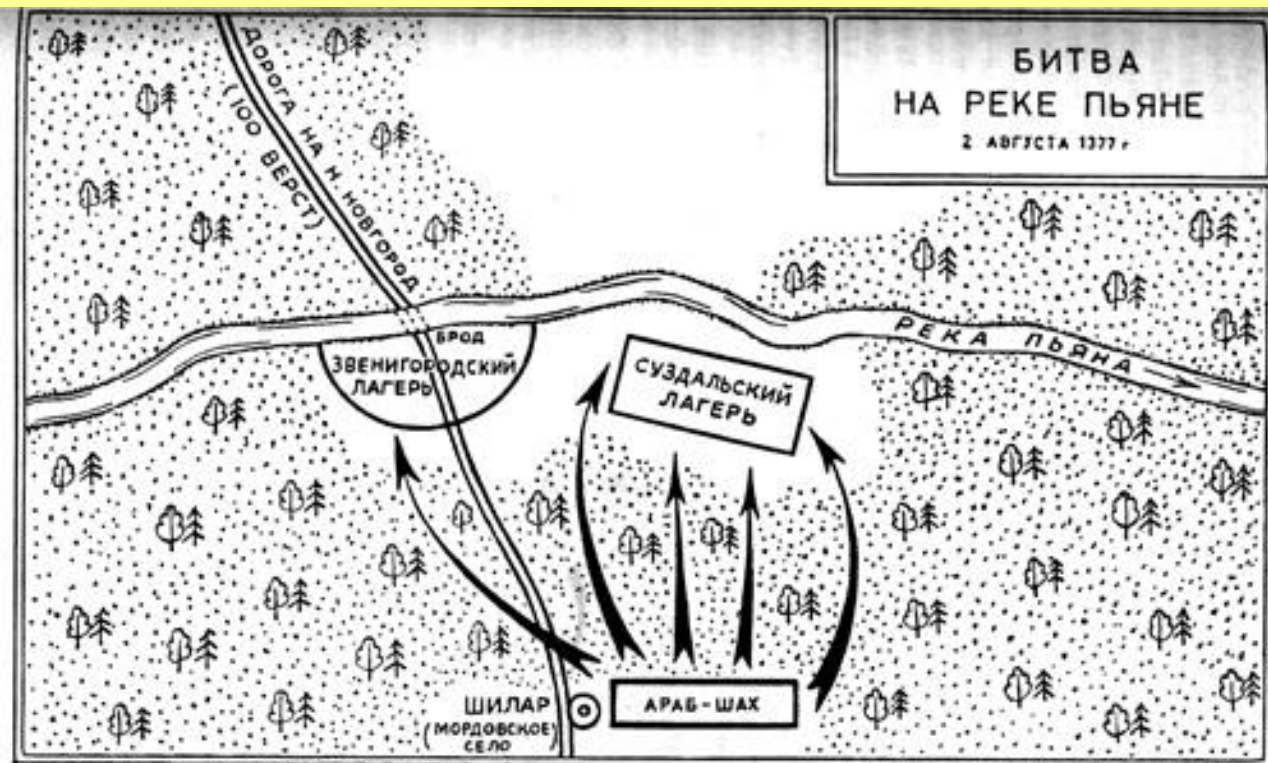 БИТВА
НА РЕКЕ ПЬЯНЕ
2 АВГУСТА 1377 г
ДОРОГА НА Н НОВГОРОД
(100 ВЕРСТ)
БРОД
ЗВЕНИГОРОДСКИЙ
ЛАГЕРЬ
СУЗДАЛЬСКИЙ
ЛАГЕРЬ
РЕКА ПЬЯНА
ШИЛАР
(МОРДОВСКОЕ
СЕЛО
АРАБ-ШАХ